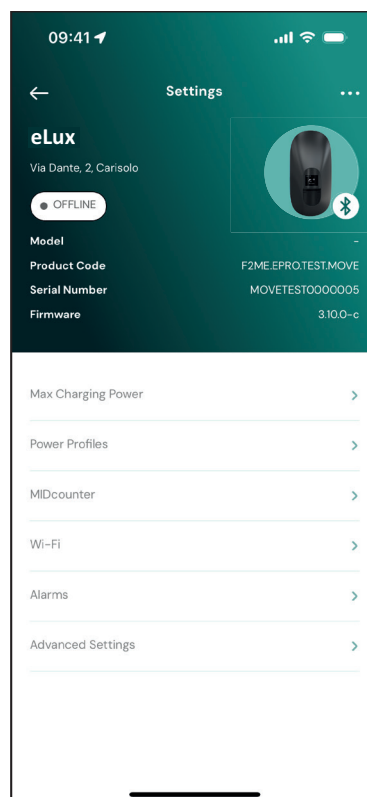 09:41
Settings
eLux
Via Dante, 2, Carisolo
OFFLINE
Model -
Product Code F2ME.EPRO.TEST.MOVE
Serial Number MOVETEST0000005
Firmware 3.10.0-c
Max Charging Power
Power Profiles
MIDcounter
Wi-Fi
Alarms
Advanced Settings